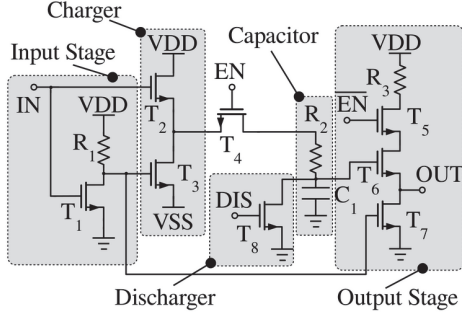 Charger
Input Stage
VDD
Capacitor
VDD
EN
IN
VDD
T2
R2
R3
EN
T5
R1
T4
T3
T6
OUT
T1
VSS
DIS
C1
T8
T7
Discharger
Output Stage